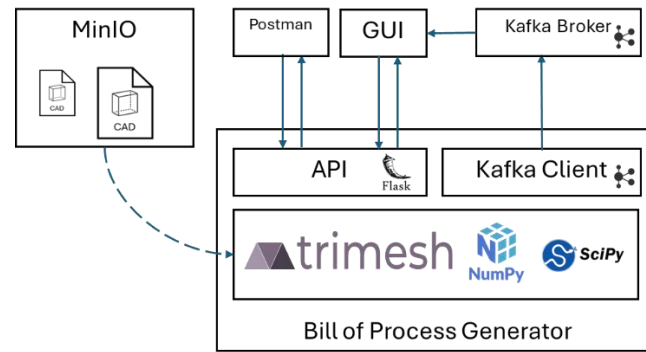 MinIO
CAD
CAD
Postman
GUI
Kafka Broker
API
Flask
Kafka Client
trimesh
NumPy
SciPy
Bill of Process Generator